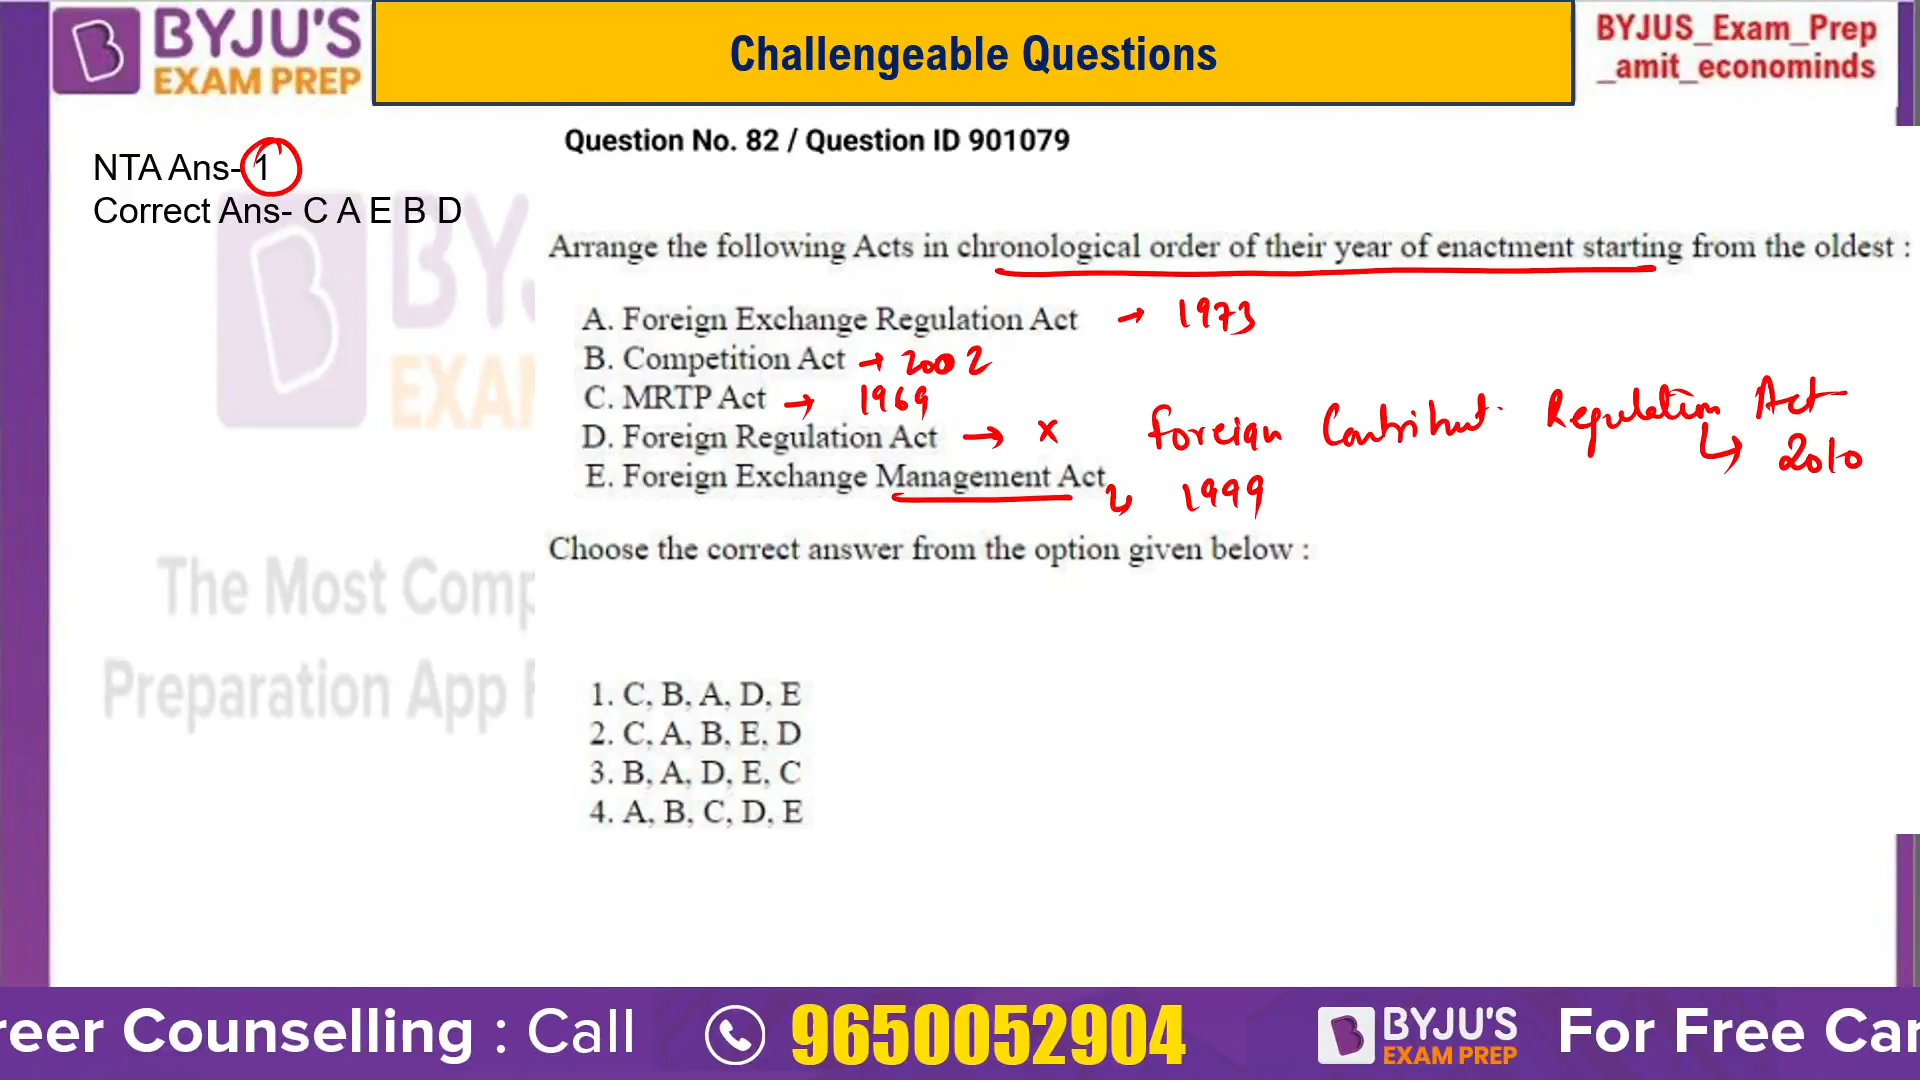 BYJU'S
EXAM PREP
Challengeable Questions
BYJUS_Exam_Prep
_amit_econominds
Question No. 82 / Question ID 901079
NTA Ans- 1
Correct Ans- C A E B D
Arrange the following Acts in chronological order of their year of enactment starting from the oldest :
A. Foreign Exchange Regulation Act → 1973
B. Competition Act → 2002
C. MRTP Act → 1969
D. Foreign Regulation Act → x Foreign Contribut. Regulation Act
↳ 2010
E. Foreign Exchange Management Act
↳ 1999
Choose the correct answer from the option given below :
BYJ
EXAM
The Most Comp
Preparation App F
1. C, B, A, D, E
2. C, A, B, E, D
3. B, A, D, E, C
4. A, B, C, D, E
reer Counselling : Call 9650052904 BYJU'S EXAM PREP For Free Car